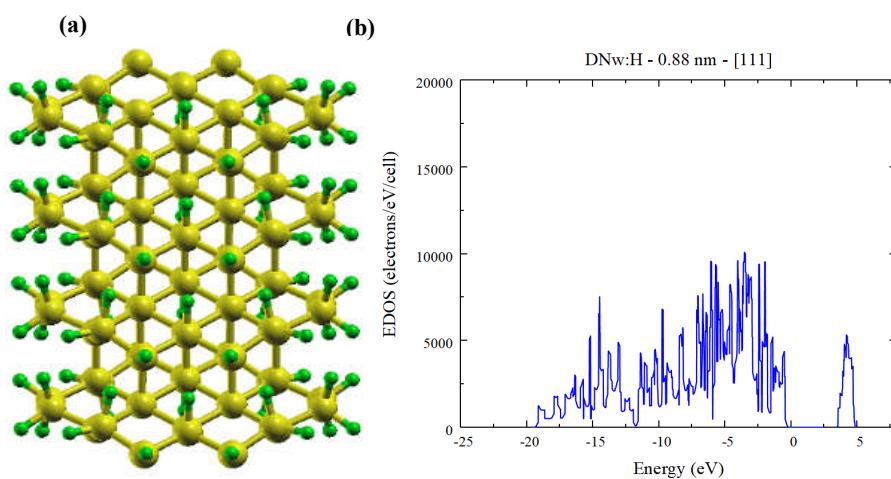 (a)
(b)
DNw:H - 0.88 nm - [111]
20000
15000
10000
5000
0
EDOS (electrons/eV/cell)
-25 -20 -15 -10 -5 0 5
Energy (eV)